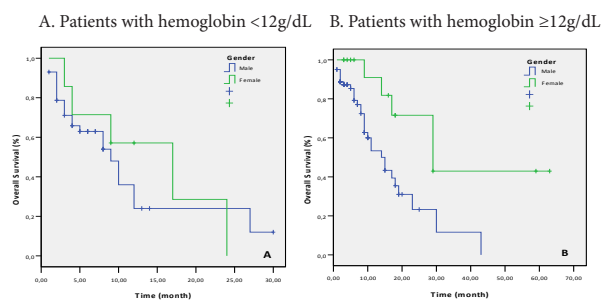 A. Patients with hemoglobin <12g/dL
B. Patients with hemoglobin ≥12g/dL
Overall Survival (%)
1,0
0,8
0,6
0,4
0,2
0,0
0,00 5,00 10,00 15,00 20,00 25,00 30,00
Time (month)
Gender
Male
Female
A
Overall Survival (%)
1,0
0,8
0,6
0,4
0,2
0,0
0,00 10,00 20,00 30,00 40,00 50,00 60,00 70,00
Time (month)
Gender
Male
Female
B